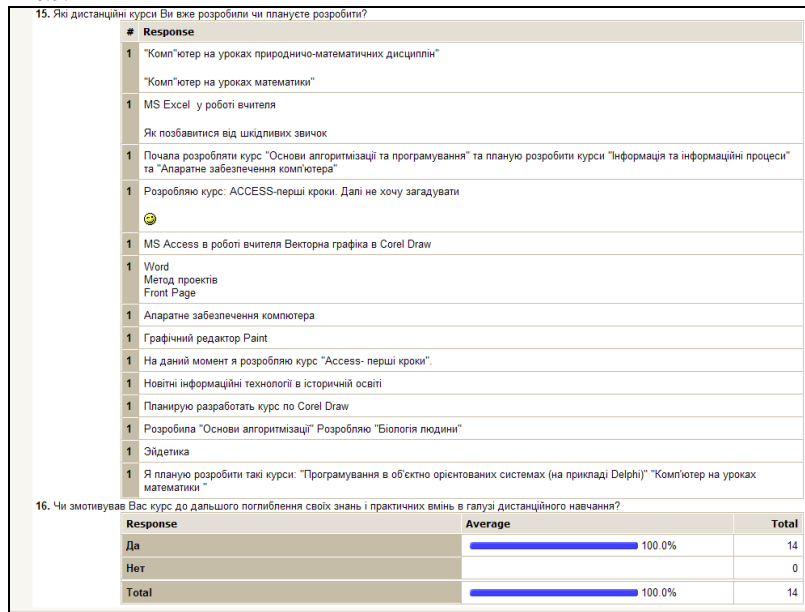 15. Які дистанційні курси Ви вже розробили чи плануєте розробити?
# Response
1 "Комп"ютер на уроках природничо-математичних дисциплін"
"Комп"ютер на уроках математики"
1 MS Excel у роботі вчителя
Як позбавитися від шкідливих звичок
1 Почала розробляти курс "Основи алгоритмізації та програмування" та планую розробити курси "Інформація та інформаційні процеси"
та "Апаратне забезпечення комп'ютера"
1 Розробляю курс: ACCESS-перші кроки. Далі не хочу загадувати
1 MS Access в роботі вчителя Векторна графіка в Corel Draw
1 Word
Метод проектів
Front Page
1 Апаратне забезпечення компютера
1 Графічний редактор Paint
1 На даний момент я розробляю курс "Access- перші кроки".
1 Новітні інформаційні технології в історичній освіті
1 Планирую разработать курс по Corel Draw
1 Розробила "Основи алгоритмізації" Розробляю "Біологія людини"
1 Эйдетика
1 Я планую розробити такі курси: "Програмування в об'єктно орієнтованих системах (на прикладі Delphi)" "Комп'ютер на уроках
математики "
16. Чи змотивував Вас курс до дальшого поглиблення своїх знань і практичних вмінь в галузі дистанційного навчання?
Response Average Total
Да 100.0% 14
Нет 0
Total 100.0% 14